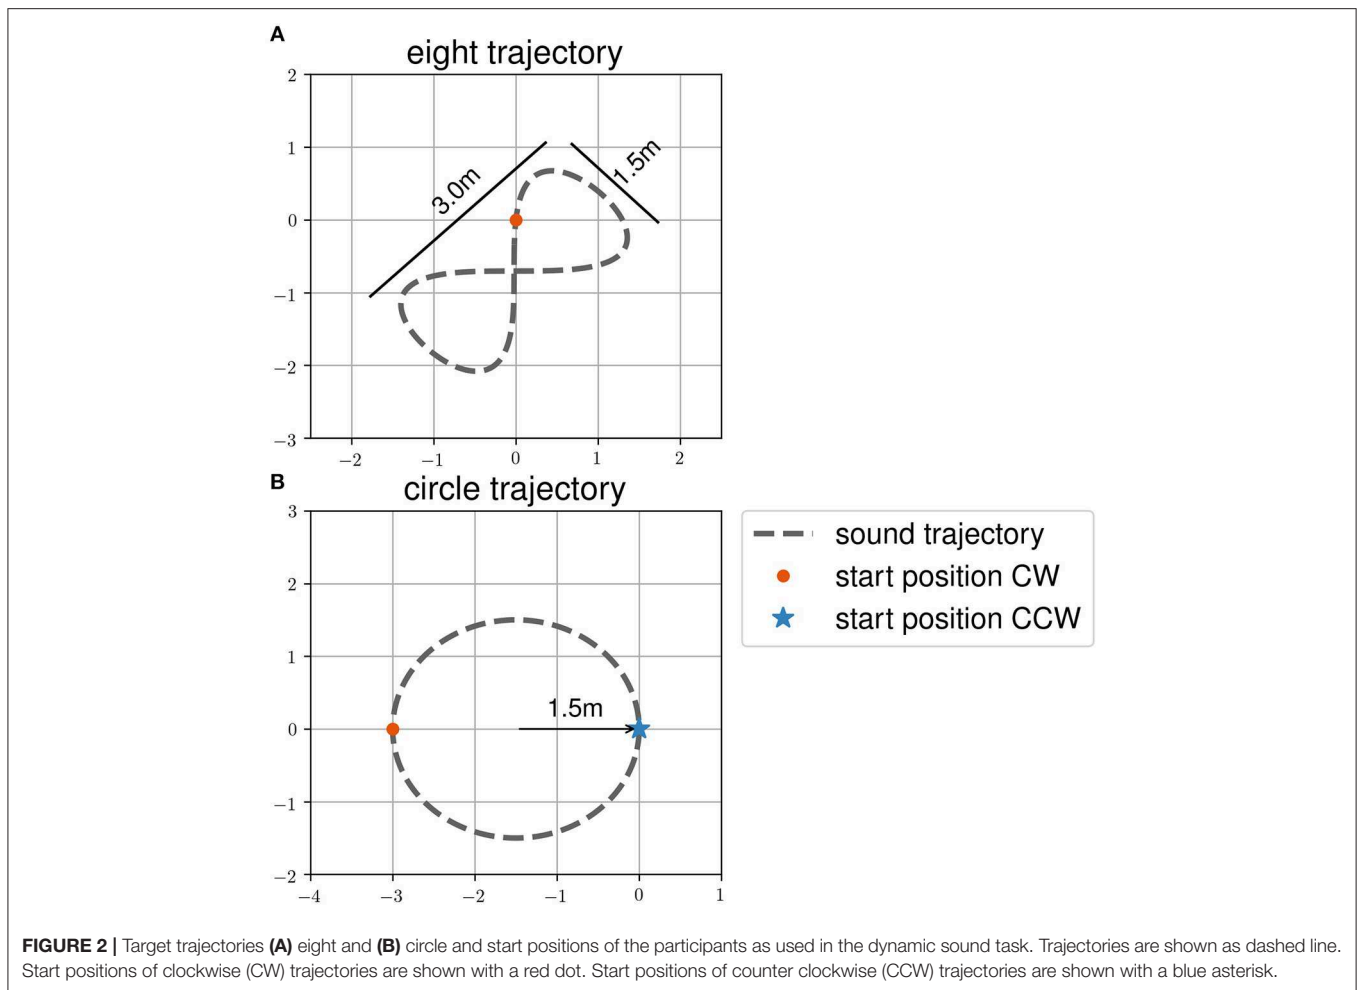 A
eight trajectory
2
1
0
−1
−2
−3
3.0m
1.5m
−2 −1 0 1 2
B
circle trajectory
3
2
1
0
−1
−2
1.5m
−4 −3 −2 −1 0 1
sound trajectory
start position CW
start position CCW
FIGURE 2 | Target trajectories (A) eight and (B) circle and start positions of the participants as used in the dynamic sound task. Trajectories are shown as dashed line.
Start positions of clockwise (CW) trajectories are shown with a red dot. Start positions of counter clockwise (CCW) trajectories are shown with a blue asterisk.